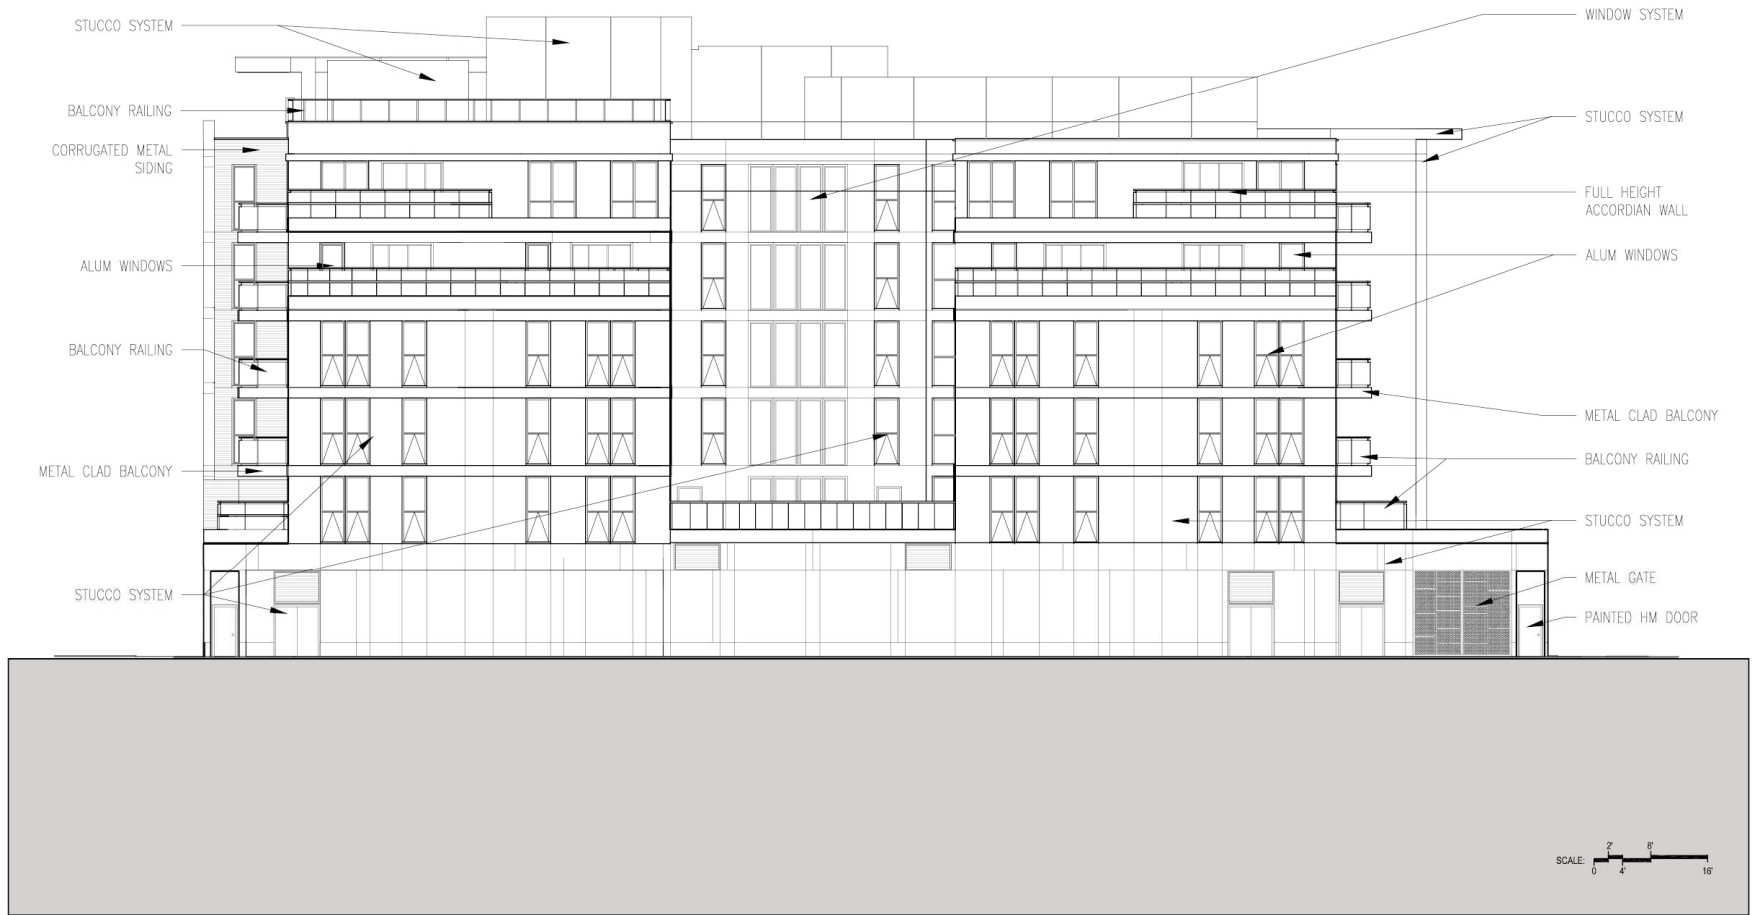 STUCCO SYSTEM
BALCONY RAILING
CORRUGATED METAL
SIDING
ALUM WINDOWS
BALCONY RAILING
METAL CLAD BALCONY
STUCCO SYSTEM
WINDOW SYSTEM
STUCCO SYSTEM
FULL HEIGHT
ACCORDIAN WALL
ALUM WINDOWS
METAL CLAD BALCONY
BALCONY RAILING
STUCCO SYSTEM
METAL GATE
PAINTED HM DOOR
2' 8'
SCALE:
0 4' 16'